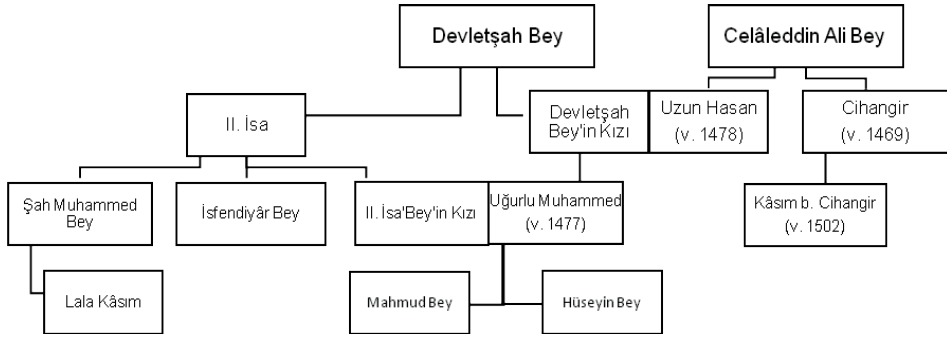 Devletşah Bey
Celâleddin Ali Bey
II. İsa
Devletşah
Bey'in Kızı
Uzun Hasan
(v. 1478)
Cihangir
(v. 1469)
Şah Muhammed
Bey
İsfendiyâr Bey
II. İsa'Bey'in Kızı
Uğurlu Muhammed
(v. 1477)
Kâsım b. Cihangir
(v. 1502)
Lala Kâsım
Mahmud Bey
Hüseyin Bey